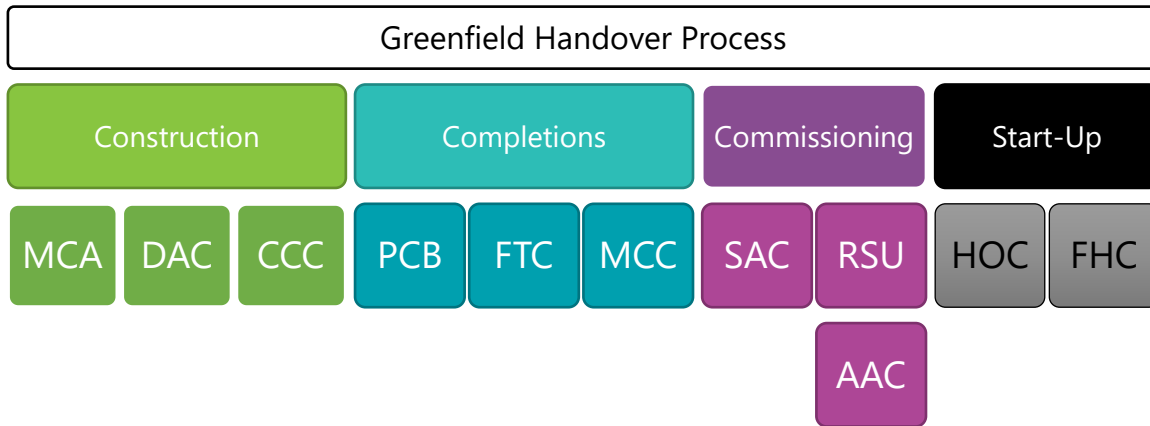 Greenfield Handover Process
Construction Completions Commissioning Start-Up
MCA DAC CCC PCB FTC MCC SAC RSU HOC FHC
AAC